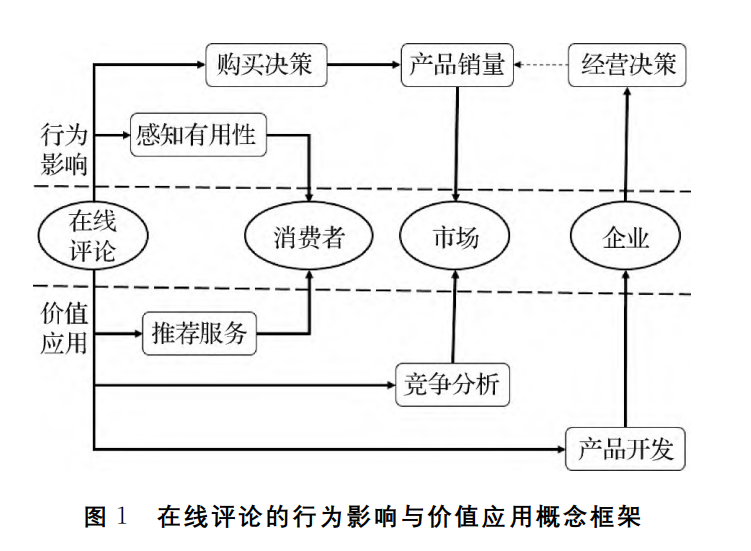 购买决策
产品销量
经营决策
行为
影响
感知有用性
在线
评论
消费者
市场
企业
价值
应用
推荐服务
竞争分析
产品开发
图 1 在线评论的行为影响与价值应用概念框架